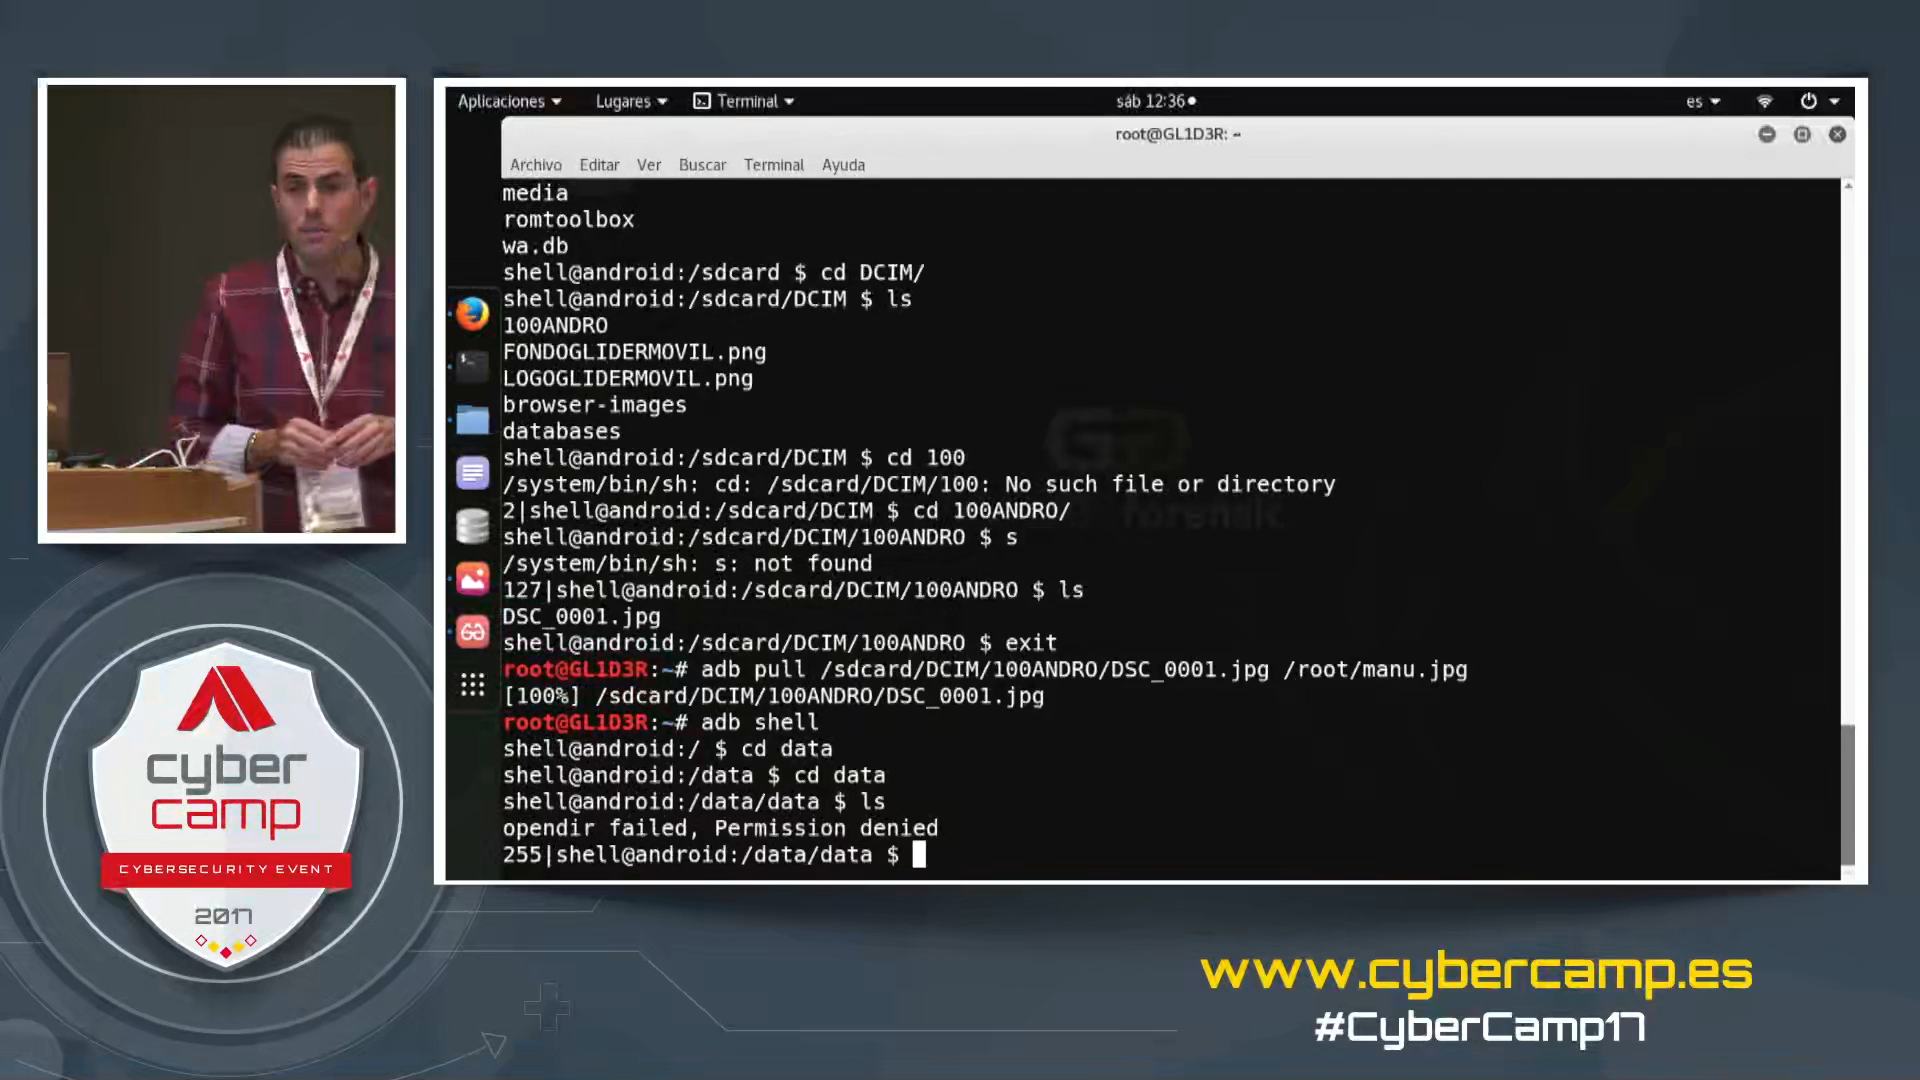 Aplicaciones Lugares Terminal sáb 12:36 es
root@GL1D3R: ~
Archivo Editar Ver Buscar Terminal Ayuda
media
romtoolbox
wa.db
shell@android:/sdcard $ cd DCIM/
shell@android:/sdcard/DCIM $ ls
100ANDRO
FONDOGLIDERMOVIL.png
LOGOGLIDERMOVIL.png
browser-images
databases
shell@android:/sdcard/DCIM $ cd 100
/system/bin/sh: cd: /sdcard/DCIM/100: No such file or directory
2|shell@android:/sdcard/DCIM $ cd 100ANDRO/
shell@android:/sdcard/DCIM/100ANDRO $ s
/system/bin/sh: s: not found
127|shell@android:/sdcard/DCIM/100ANDRO $ ls
DSC_0001.jpg
shell@android:/sdcard/DCIM/100ANDRO $ exit
root@GL1D3R:~# adb pull /sdcard/DCIM/100ANDRO/DSC_0001.jpg /root/manu.jpg
[100%] /sdcard/DCIM/100ANDRO/DSC_0001.jpg
root@GL1D3R:~# adb shell
shell@android:/ $ cd data
shell@android:/data $ cd data
shell@android:/data/data $ ls
opendir failed, Permission denied
255|shell@android:/data/data $
forensic
cyber
camp
CYBERSECURITY EVENT
2017
www.cybercamp.es
#CyberCamp17